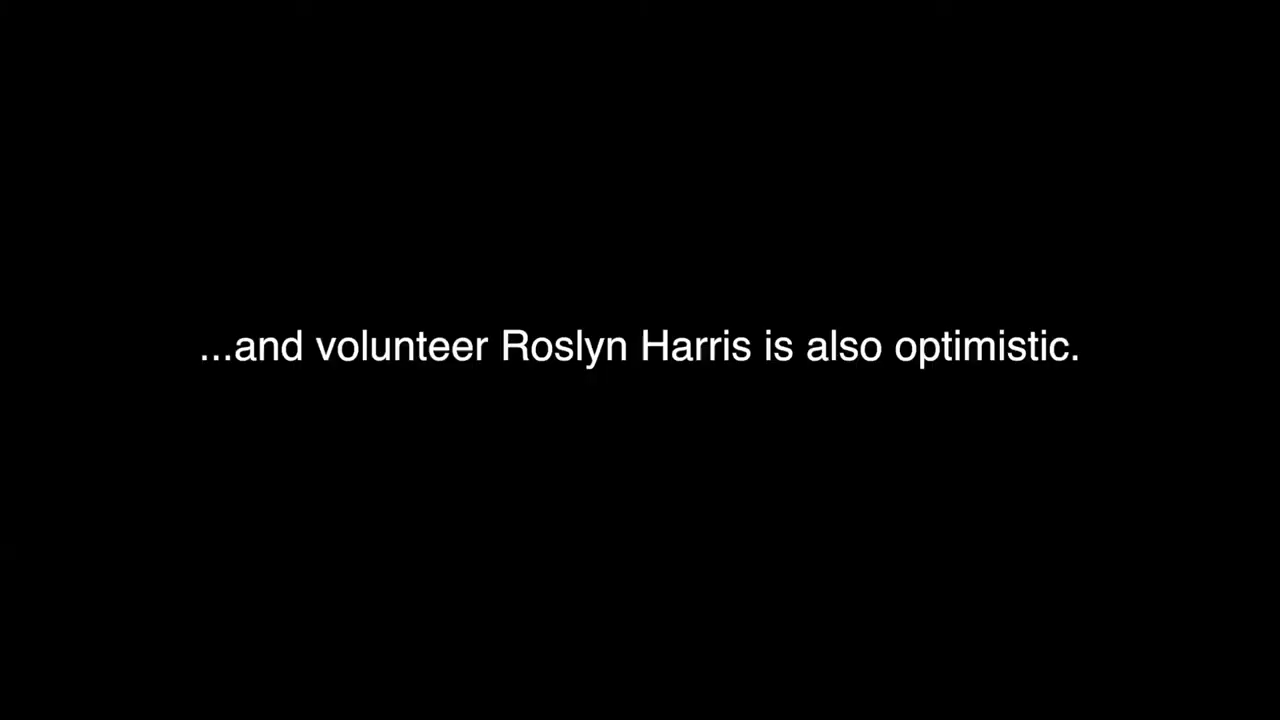 ...and volunteer Roslyn Harris is also optimistic.